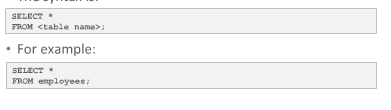 The syntax is:
SELECT *
FROM <table name>;
• For example:
SELECT *
FROM employees;